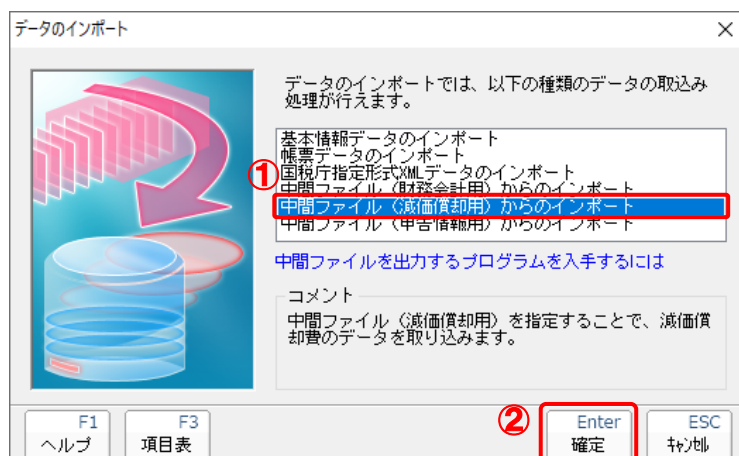 データのインポート
データのインポートでは、以下の種類のデータの取込み
処理が行えます。
基本情報データのインポート
帳票データのインポート
①
国税庁指定形式XMLデータのインポート
中間ファイル（財務会計用）からのインポート
中間ファイル（減価償却用）からのインポート
中間ファイル（申告情報用）からのインポート
中間ファイルを出力するプログラムを入手するには
コメント
中間ファイル（減価償却用）を指定することで、減価償
却費のデータを取り込みます。
F1
ヘルプ
F3
項目表
②
Enter
確定
ESC
ｷｬﾝｾﾙ